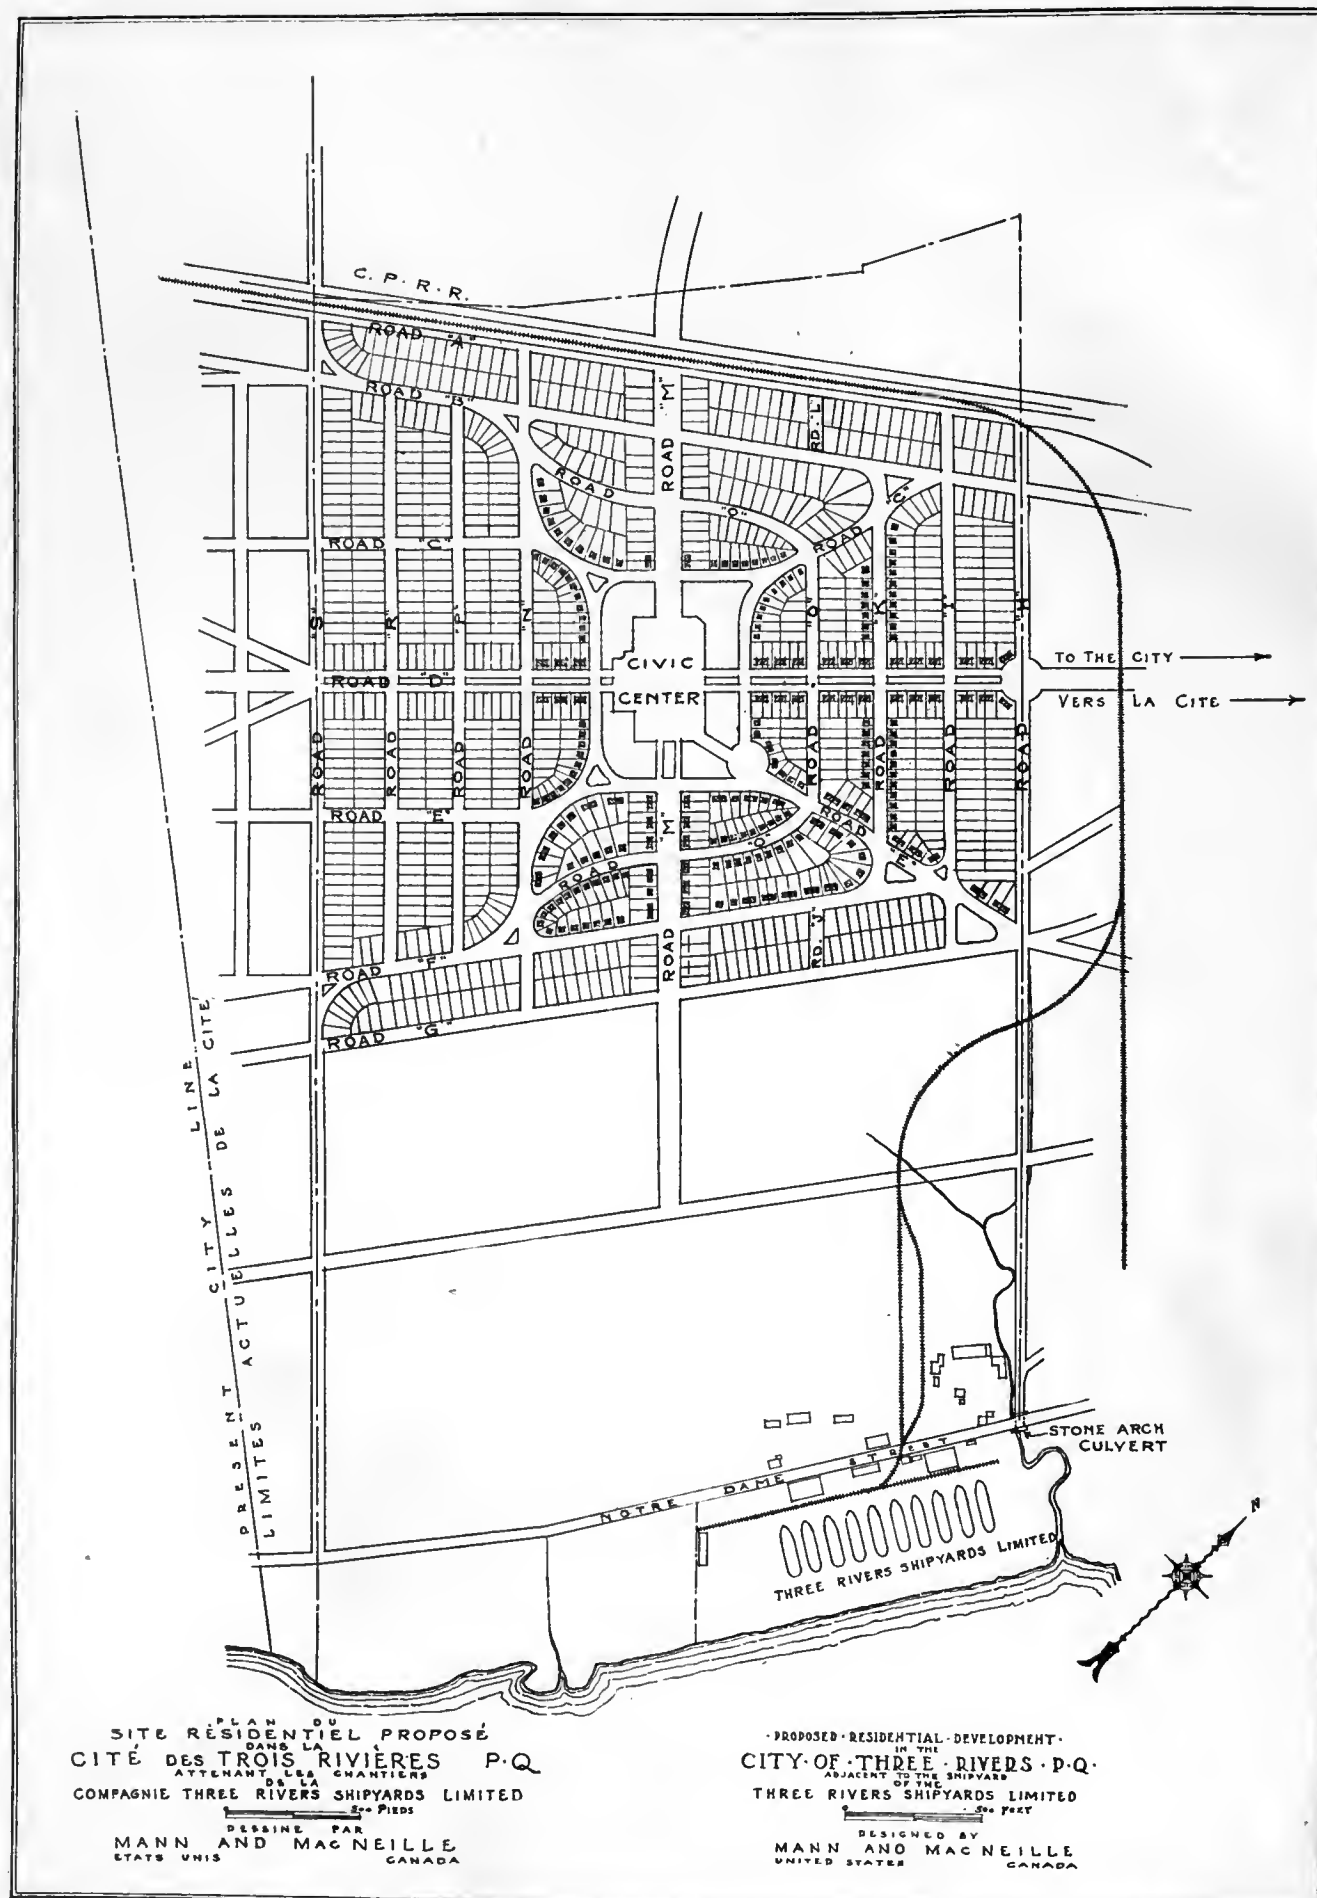 C. P. R. R.
ROAD "A"
ROAD "B"
ROAD "M"
RD. "L"
ROAD "O"
"C"
ROAD
ROAD "C"
"S"
"R"
"P"
"N"
"O"
"K"
"I"
"H"
CIVIC
CENTER
TO THE CITY
VERS LA CITE
ROAD "D"
ROAD
ROAD
ROAD
ROAD
ROAD
ROAD
ROAD
ROAD
ROAD "E"
"M"
ROAD "O"
ROAD "E"
ROAD
RD. "J"
ROAD "F"
ROAD "G"
PRESENT CITY LINE
LIMITES ACTUELLES DE LA CITÉ
NOTRE DAME STREET
STONE ARCH
CULVERT
THREE RIVERS SHIPYARDS LIMITED
N
PLAN DU
SITE RÉSIDENTIEL PROPOSÉ
DANS LA
CITÉ DES TROIS RIVIÈRES P·Q
ATTENANT LES CHANTIERS
DE LA
COMPAGNIE THREE RIVERS SHIPYARDS LIMITED
0 500 PIEDS
DESSINE PAR
MANN AND MACNEILLE
ETATS UNIS CANADA
·PROPOSED·RESIDENTIAL·DEVELOPMENT·
IN THE
CITY·OF·THREE·RIVERS·P·Q·
ADJACENT TO THE SHIPYARD
OF THE
THREE RIVERS SHIPYARDS LIMITED
0 500 FEET
DESIGNED BY
MANN AND MACNEILLE
UNITED STATES CANADA